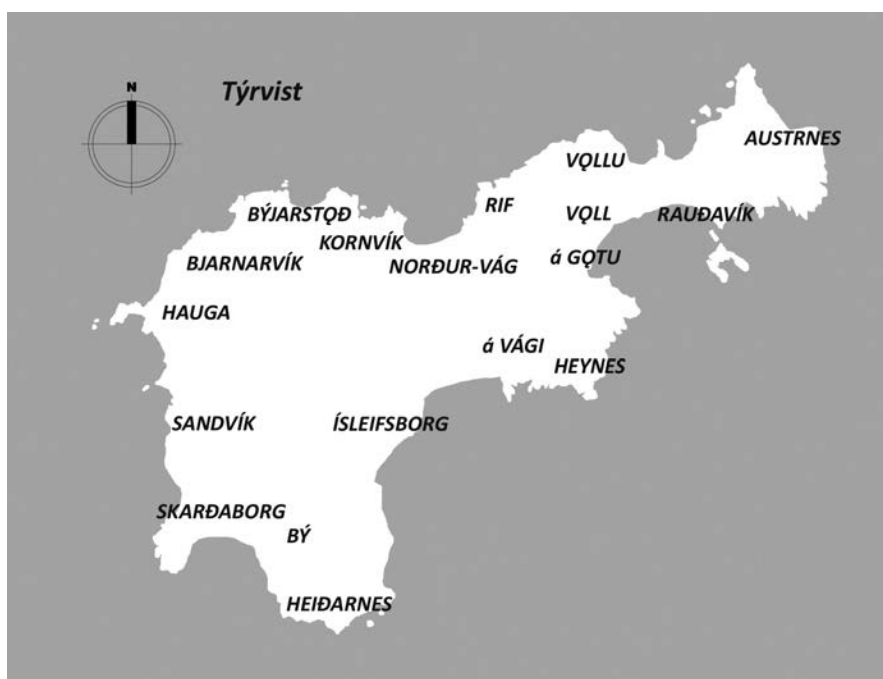 N
Týrvist
AUSTRNES
VǪLLU
RIF
VǪLL
RAUÐAVÍK
BÝJARSTǪÐ
KORNVÍK
BJARNARVÍK
NORÐUR-VÁG
á GǪTU
HAUGA
á VÁGI
HEYNES
SANDVÍK
ÍSLEIFSBORG
SKARÐABORG
BÝ
HEIÐARNES